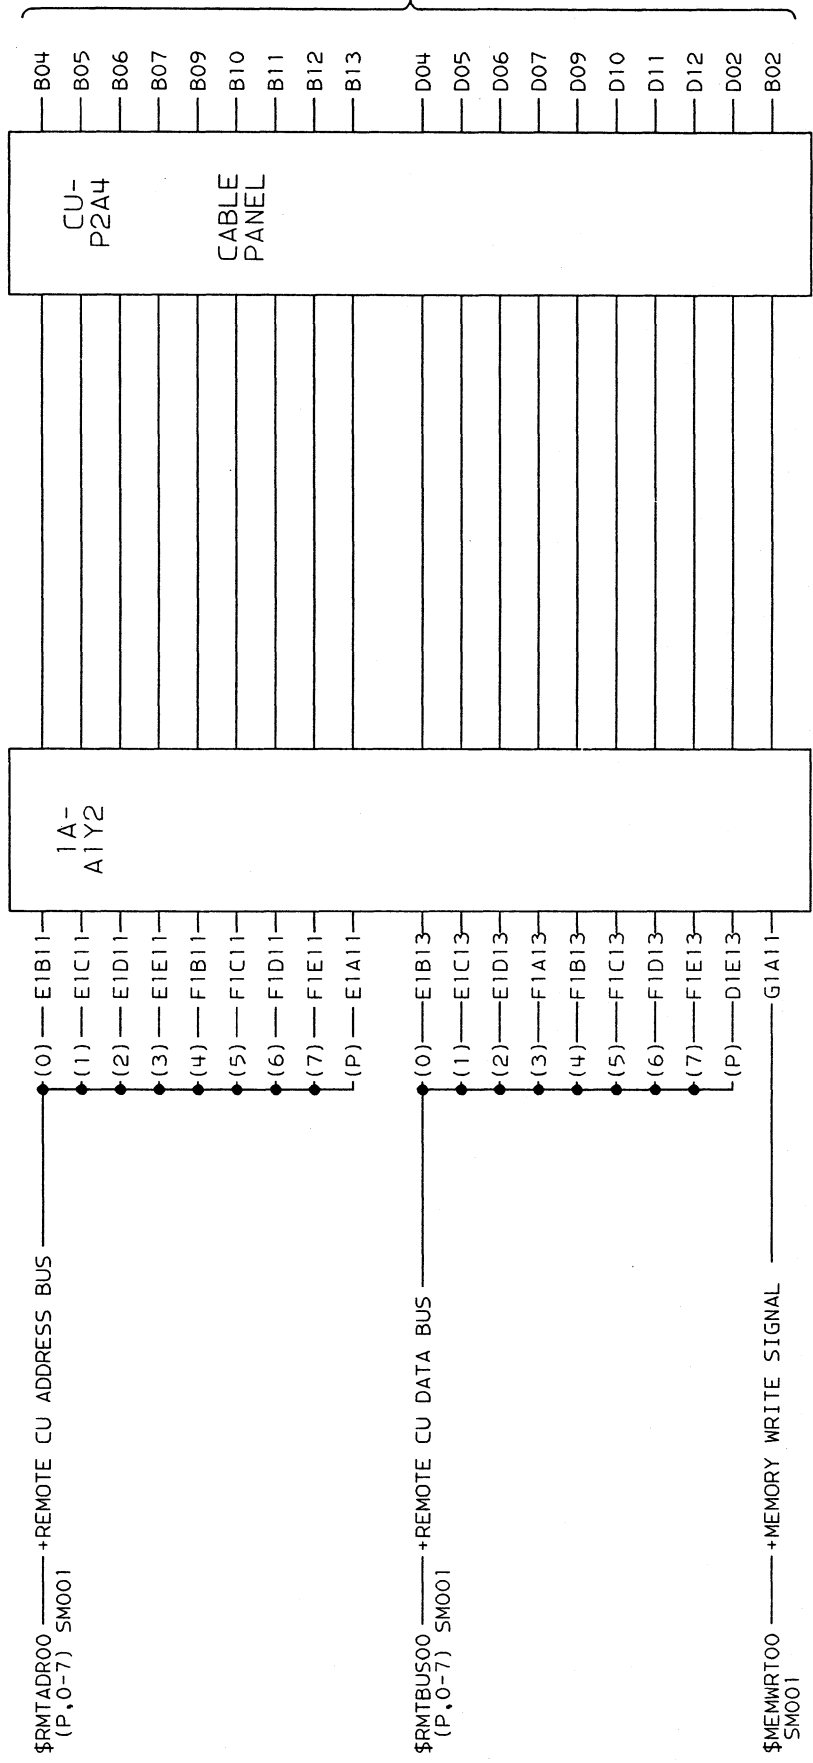 $RMTADR00 +REMOTE CU ADDRESS BUS (0) E1B11 B04
(P,0-7) SM001
(1) E1C11 B05
(2) E1D11 B06
(3) E1E11 B07
(4) F1B11 B09
(5) F1C11 B10
(6) F1D11 B11
(7) F1E11 B12
(P) E1A11 B13
1A-
A1Y2
CU-
P2A4
CABLE
PANEL
$RMTBUS00 +REMOTE CU DATA BUS (0) E1B13 D04
(P,0-7) SM001
(1) E1C13 D05
(2) E1D13 D06
(3) F1A13 D07
(4) F1B13 D09
(5) F1C13 D10
(6) F1D13 D11
(7) F1E13 D12
(P) D1E13 D02
$MEMWRT00 +MEMORY WRITE SIGNAL G1A11 B02
SM001